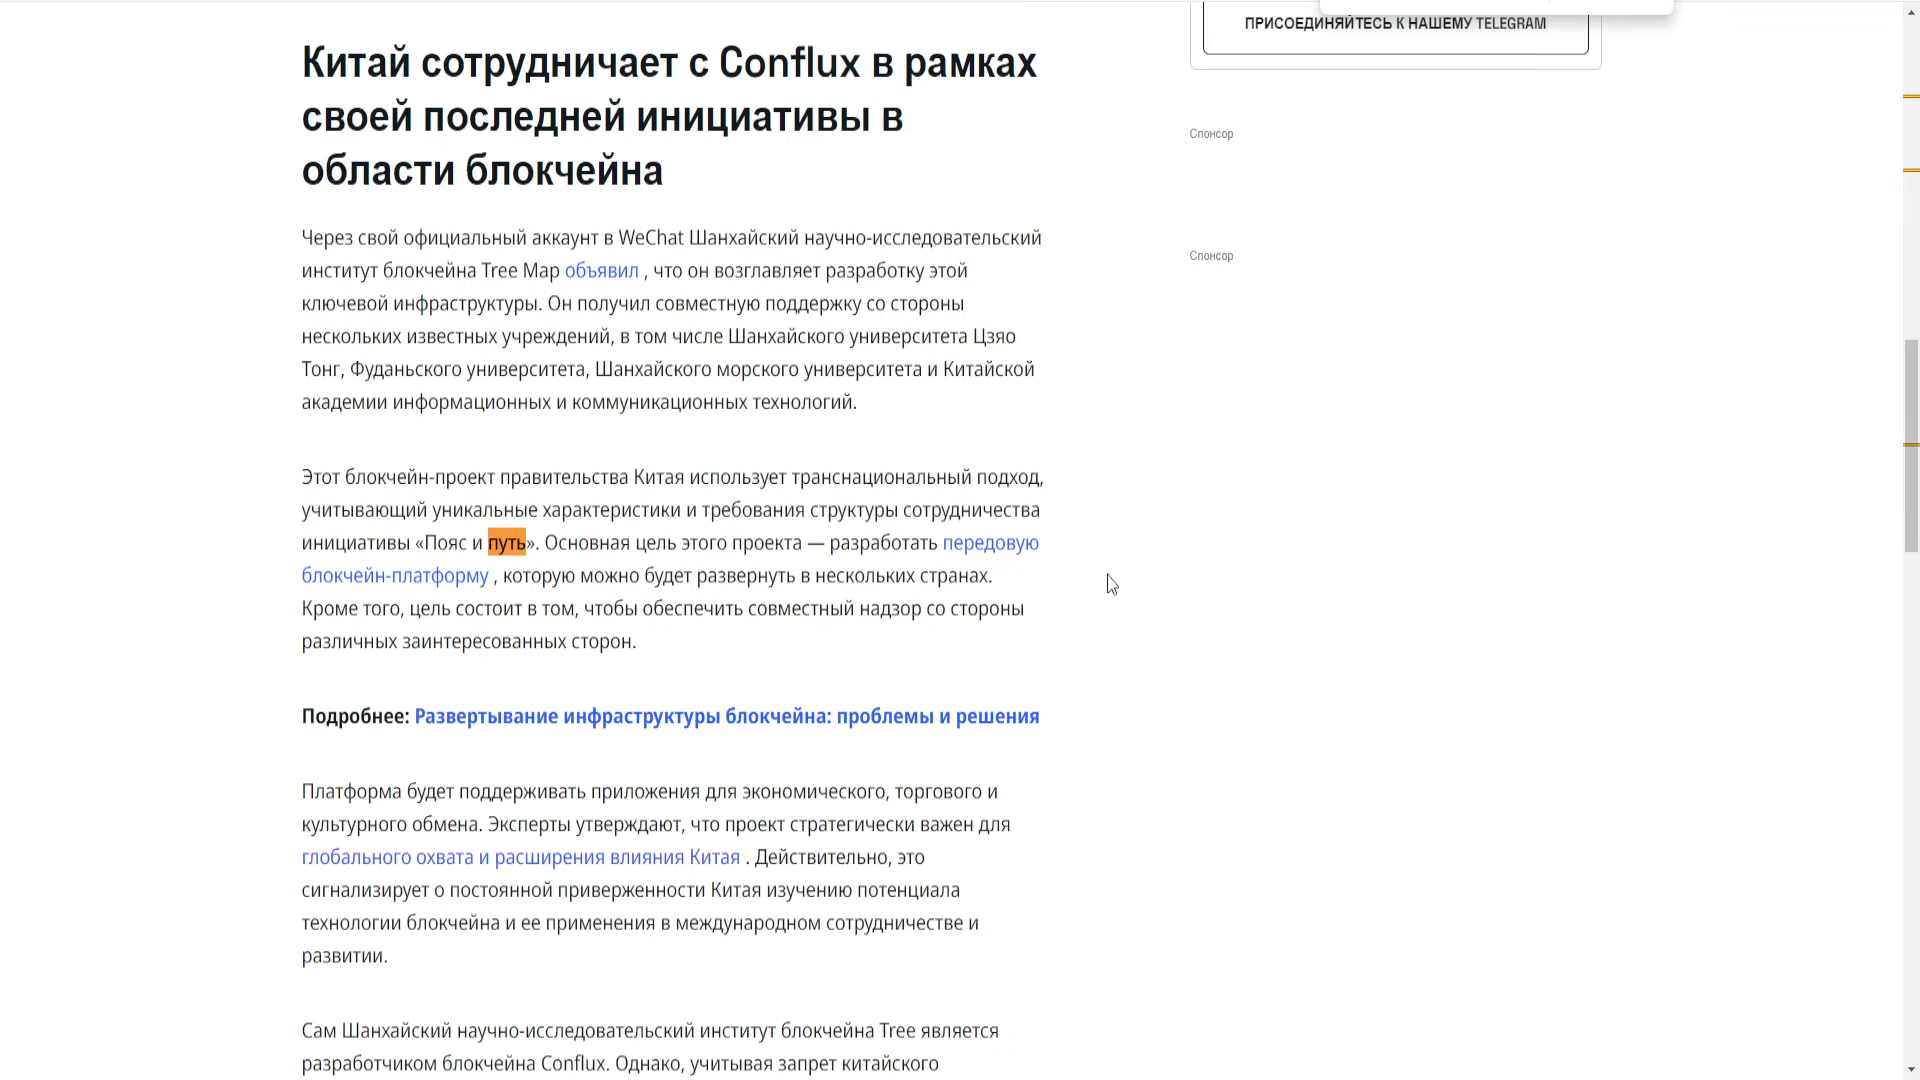 ПРИСОЕДИНЯЙТЕСЬ К НАШЕМУ TELEGRAM
Китай сотрудничает с Conflux в рамках
своей последней инициативы в
области блокчейна
Спонсор
Через свой официальный аккаунт в WeChat Шанхайский научно-исследовательский
институт блокчейна Tree Map объявил , что он возглавляет разработку этой
ключевой инфраструктуры. Он получил совместную поддержку со стороны
нескольких известных учреждений, в том числе Шанхайского университета Цзяо
Тонг, Фуданьского университета, Шанхайского морского университета и Китайской
академии информационных и коммуникационных технологий.
Спонсор
Этот блокчейн-проект правительства Китая использует транснациональный подход,
учитывающий уникальные характеристики и требования структуры сотрудничества
инициативы «Пояс и путь». Основная цель этого проекта — разработать передовую
блокчейн-платформу , которую можно будет развернуть в нескольких странах.
Кроме того, цель состоит в том, чтобы обеспечить совместный надзор со стороны
различных заинтересованных сторон.
Подробнее: Развертывание инфраструктуры блокчейна: проблемы и решения
Платформа будет поддерживать приложения для экономического, торгового и
культурного обмена. Эксперты утверждают, что проект стратегически важен для
глобального охвата и расширения влияния Китая . Действительно, это
сигнализирует о постоянной приверженности Китая изучению потенциала
технологии блокчейна и ее применения в международном сотрудничестве и
развитии.
Сам Шанхайский научно-исследовательский институт блокчейна Tree является
разработчиком блокчейна Conflux. Однако, учитывая запрет китайского